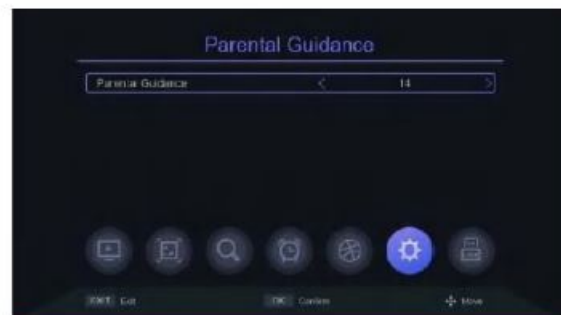 Parental Guidance
Parental Guidance < 14 >
EXIT Exit OK Confirm Move